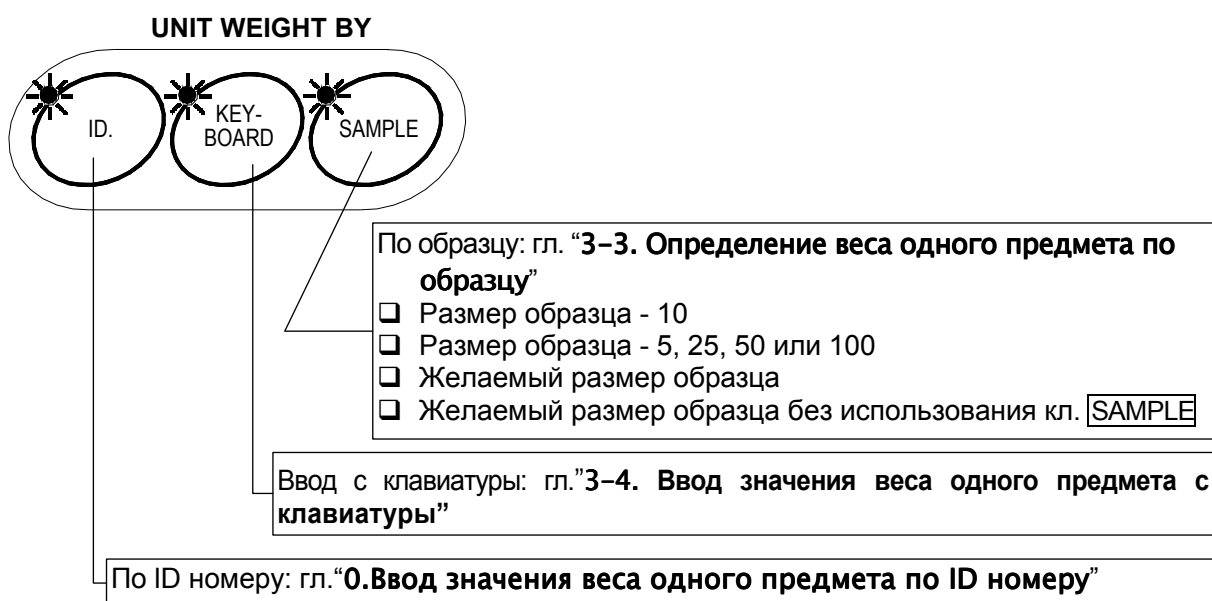 UNIT WEIGHT BY
ID.
KEY-
BOARD
SAMPLE
По образцу: гл. “3–3. Определение веса одного предмета по
образцу”
❑ Размер образца - 10
❑ Размер образца - 5, 25, 50 или 100
❑ Желаемый размер образца
❑ Желаемый размер образца без использования кл. SAMPLE
Ввод с клавиатуры: гл.”3–4. Ввод значения веса одного предмета с
клавиатуры”
По ID номеру: гл.“0.Ввод значения веса одного предмета по ID номеру”